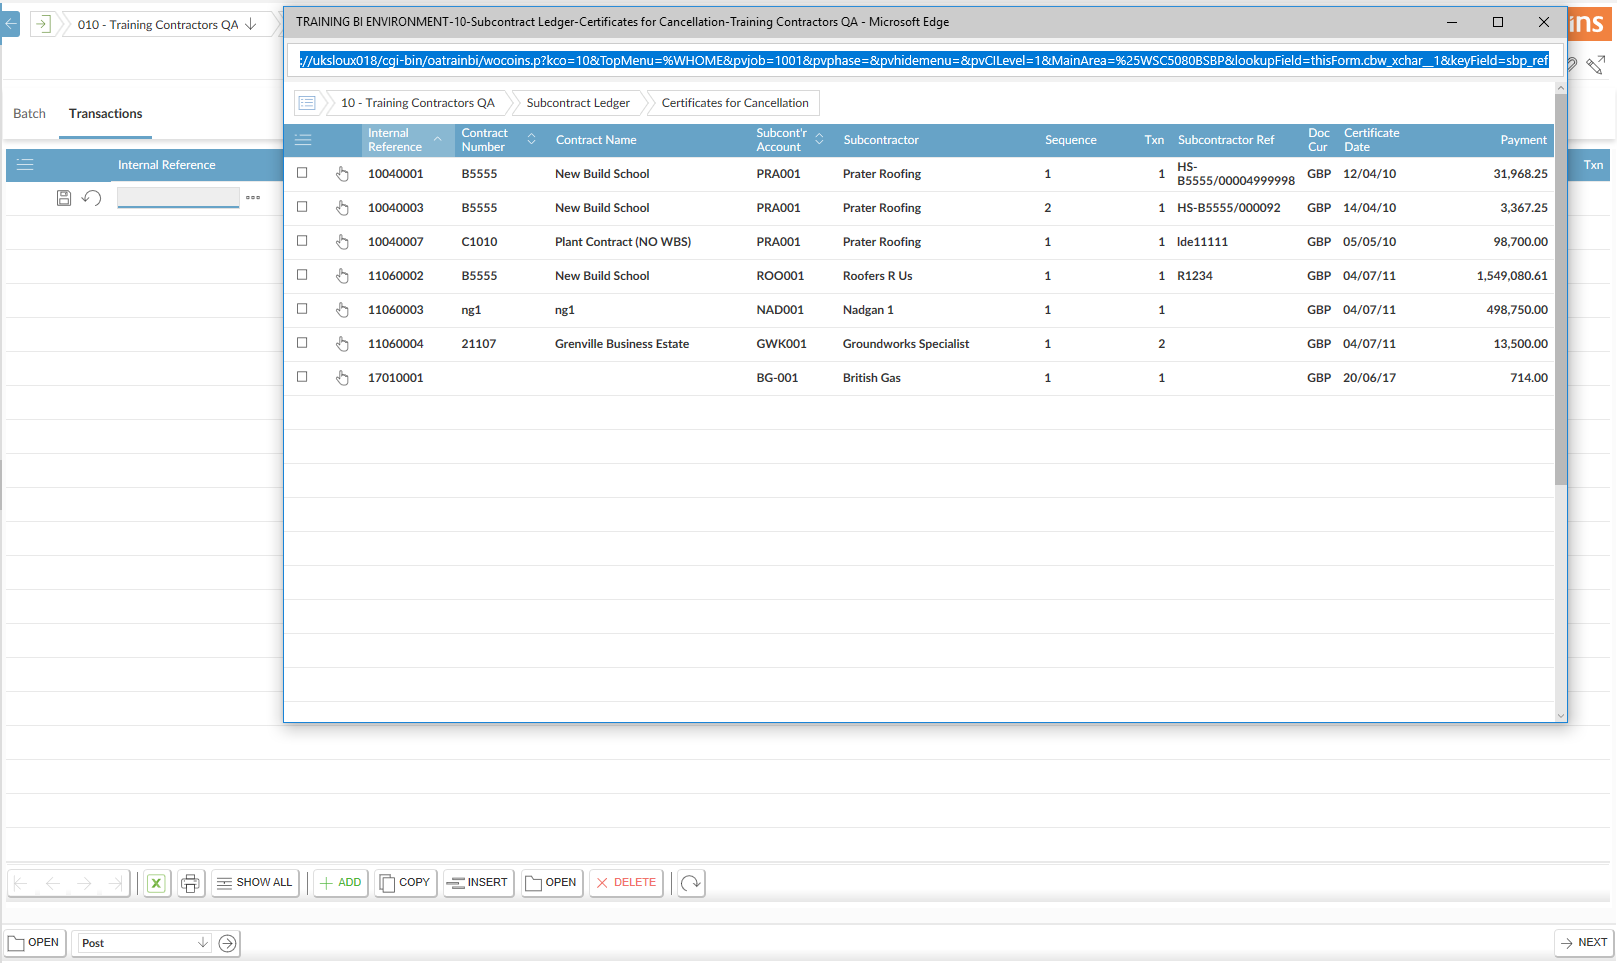 TRAINING BI ENVIRONMENT-10-Subcontract Ledger-Certificates for Cancellation-Training Contractors QA - Microsoft Edge
010 - Training Contractors QA
ins
://uksloux018/cgi-bin/oatrainbi/wocoins.p?kco=10&TopMenu=%WHOME&pvjob=1001&pvphase=&pvhidemenu=&pvCILevel=1&MainArea=%25WSC5080BSBP&lookupField=thisForm.cbw_xchar__1&keyField=sbp_ref
10 - Training Contractors QA Subcontract Ledger Certificates for Cancellation
Batch Transactions
Internal Reference Contract Number Contract Name Subcont'r Account Subcontractor Sequence Txn Subcontractor Ref Doc Cur Certificate Date Payment
Internal Reference Txn
10040001 B5555 New Build School PRA001 Prater Roofing 1 1 HS-B5555/00004999998 GBP 12/04/10 31,968.25
10040003 B5555 New Build School PRA001 Prater Roofing 2 1 HS-B5555/000092 GBP 14/04/10 3,367.25
10040007 C1010 Plant Contract (NO WBS) PRA001 Prater Roofing 1 1 lde11111 GBP 05/05/10 98,700.00
11060002 B5555 New Build School ROO001 Roofers R Us 1 1 R1234 GBP 04/07/11 1,549,080.61
11060003 ng1 ng1 NAD001 Nadgan 1 1 1 GBP 04/07/11 498,750.00
11060004 21107 Grenville Business Estate GWK001 Groundworks Specialist 1 2 GBP 04/07/11 13,500.00
17010001 BG-001 British Gas 1 1 GBP 20/06/17 714.00
SHOW ALL ADD COPY INSERT OPEN DELETE
OPEN Post NEXT